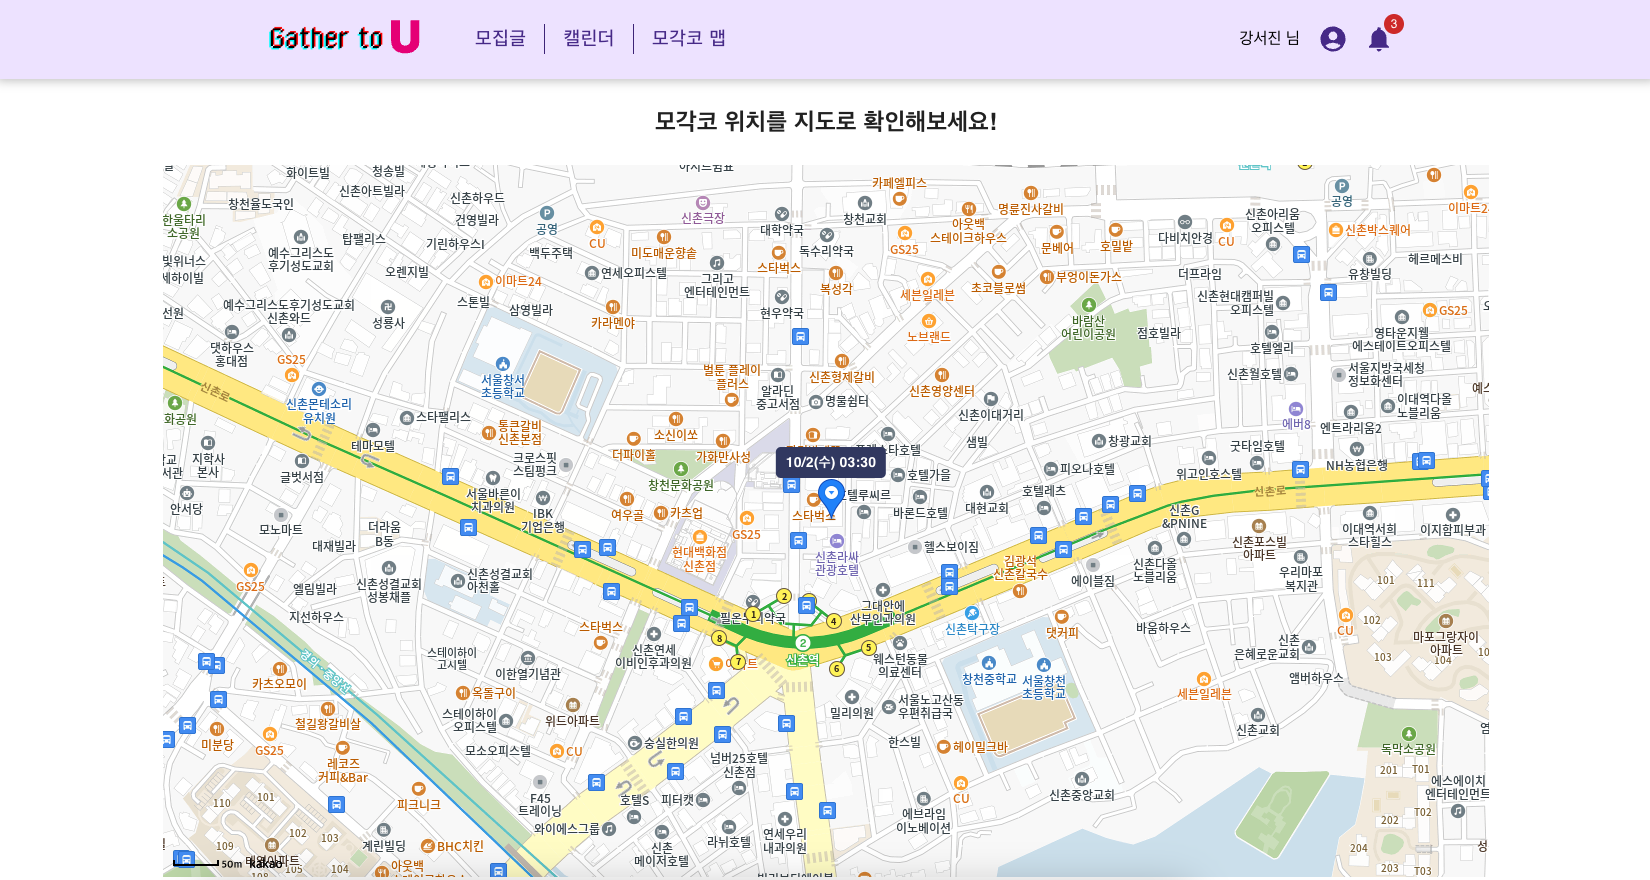 Gather to U
모집글
캘린더
모각코 맵
강서진 님
3
모각코 위치를 지도로 확인해보세요!
화이트빌
청송빌
카페엘피스
공영
이마트24
창천율도국인
신촌아트빌라
신촌하우드
신촌극장
창천교회
명륜진사갈비
신촌아리움
오피스텔
한울타리
소공원
건영빌라
공영
CU
대학약국
아웃백
스테이크하우스
문베어
호밀밭
다비치안경
CU
신촌박스퀘어
탑팰리스
기린하우스I
백두주택
미도매운항솥
독수리약국
GS25
예수그리스도
후기성도교회
오렌지빌
이마트24
연세오피스텔
그리고
엔터테인먼트
스타벅스
복성각
세븐일레븐
초코블로썸
부엉이돈가스
더프라임
유창빌딩
헤르메스비
예수그리스도후기성도교회
신촌와드
성룡사
스톤빌
삼영빌라
카라멘야
현우약국
노브랜드
바람산
어린이공원
점호빌라
신촌현대캠퍼빌
오피스텔
GS25
영타운지웰
에스테이트오피스텔
댓하우스
홍대점
GS25
호텔엘리
신촌로
서울창서
초등학교
벌툰 플레이
플러스
알라딘
중고서점
신촌형제갈비
신촌영양센터
신촌월호텔
서울지방국세청
정보화센터
신촌몬테소리
유치원
스타팰리스
명물쉼터
신촌이대거리
에버8
이대역다올
노블리움
엔트라리움2
테마모텔
통큰갈비
신촌본점
더파이홀
소신이쏘
가화만사성
샘빌
창광교회
굿타임호텔
지학사
본사
글벗서점
크로스핏
스팀펑크
창천문화공원
10/2(수) 03:30
호텔가을
피오나호텔
위고인호스텔
NH농협은행
안서당
서울바른이
치과의원
IBK
기업은행
여우골
카츠업
GS25
스타벅스
바론드호텔
대현교회
호텔레츠
신촌로
신촌G
&PNINE
모노마트
더라움
B동
대재빌라
현대백화점
신촌점
신촌라싸
관광호텔
헬스보이짐
김광석
신촌칼국수
신촌포스빌
아파트
이대역서희
스타힐스
이지함피부과
GS25
엘림빌라
신촌성결교회
성봉채플
신촌성결교회
아천홀
에이블짐
신촌다올
노블리움
우리마포
복지관
101
111
지선하우스
스타벅스
1
2
4
5
6
7
8
2
신촌역
그대안에
산부인과의원
신촌탁구장
댓커피
바움하우스
102
110
CU
마포그랑자이
아파트
경의·중앙선
스테이하이
고시텔
이한열기념관
신촌연세
이비인후과의원
웨스턴동물
의료센터
창천중학교
서울창천
초등학교
신촌
은혜로운교회
103
104
카츠오모이
옥돌구이
세븐일레븐
앰버하우스
철길왕갈비살
스테이하이
오피스텔
위드아파트
밀리의원
서울노고산동
우편취급국
신촌교회
미분당
GS25
레코즈
커피&Bar
모소오피스텔
CU
숭실한의원
넘버25호텔
신촌점
한스빌
헤이밀크바
독막소공원
F45
트레이닝
피크니크
호텔S
피터캣
CU
신촌중앙교회
201
T01
에스에이치
엔터테인먼트
110
101
와이에스그룹
에브라임
이노베이션
202
T02
102
103
계린빌딩
BHC치킨
신촌
메이저호텔
라뉘호텔
연세우리
내과의원
204
205
50m
kakao
태영아파트
아웃백
105
104
203
T03